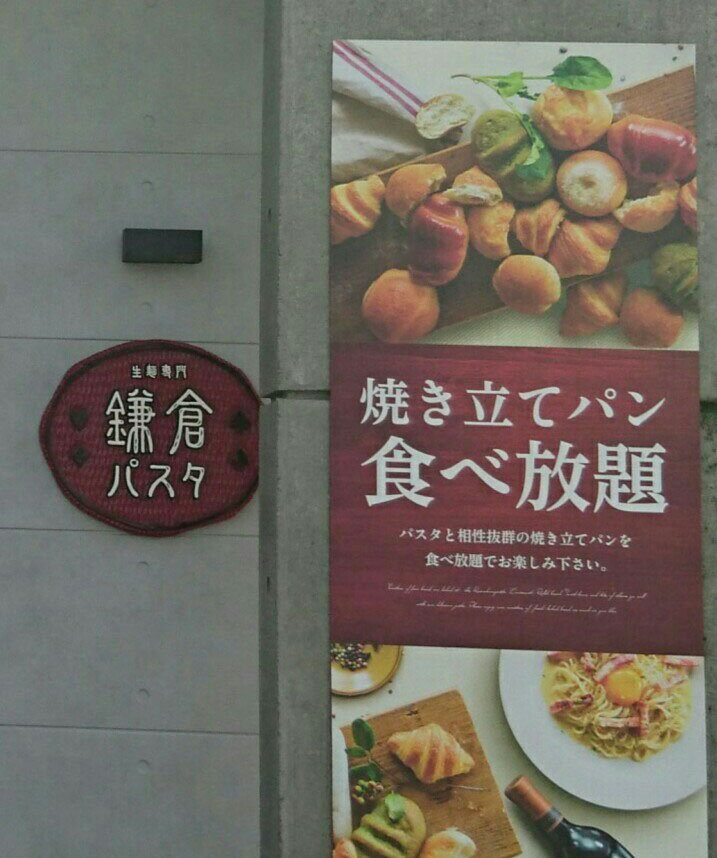 生麺専門
鎌倉
パスタ
焼き立てパン
食べ放題
パスタと相性抜群の焼き立てパンを
食べ放題でお楽しみ下さい。